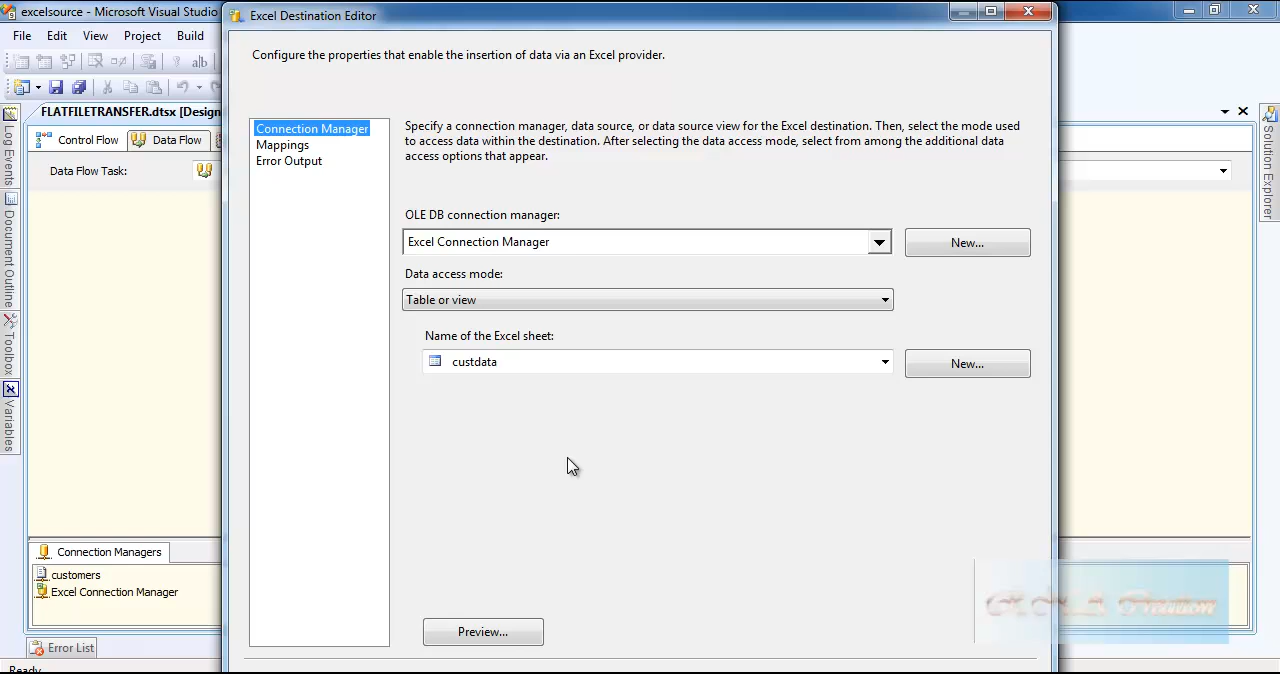 excelsource - Microsoft Visual Studio
Excel Destination Editor
File Edit View Project Build
Configure the properties that enable the insertion of data via an Excel provider.
FLATFILETRANSFER.dtsx [Design
Control Flow
Data Flow
Data Flow Task:
Connection Manager
Mappings
Error Output
Specify a connection manager, data source, or data source view for the Excel destination. Then, select the mode used
to access data within the destination. After selecting the data access mode, select from among the additional data
access options that appear.
OLE DB connection manager:
Excel Connection Manager
New...
Data access mode:
Table or view
Name of the Excel sheet:
custdata
New...
Preview...
Log Events
Document Outline
Toolbox
Variables
Solution Explorer
Connection Managers
customers
Excel Connection Manager
Error List
Ready